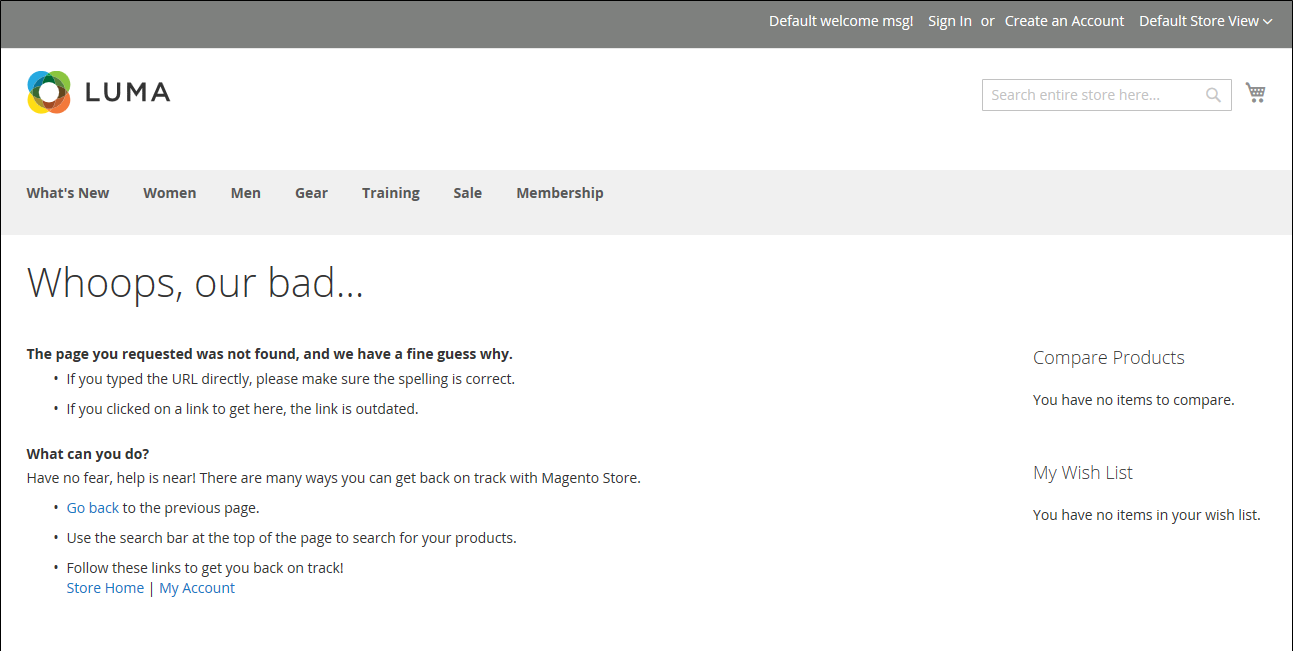 Default welcome msg! Sign In or Create an Account Default Store View
LUMA
Search entire store here...
What's New Women Men Gear Training Sale Membership
Whoops, our bad...
The page you requested was not found, and we have a fine guess why.
• If you typed the URL directly, please make sure the spelling is correct.
• If you clicked on a link to get here, the link is outdated.
What can you do?
Have no fear, help is near! There are many ways you can get back on track with Magento Store.
• Go back to the previous page.
• Use the search bar at the top of the page to search for your products.
• Follow these links to get you back on track!
Store Home | My Account
Compare Products
You have no items to compare.
My Wish List
You have no items in your wish list.